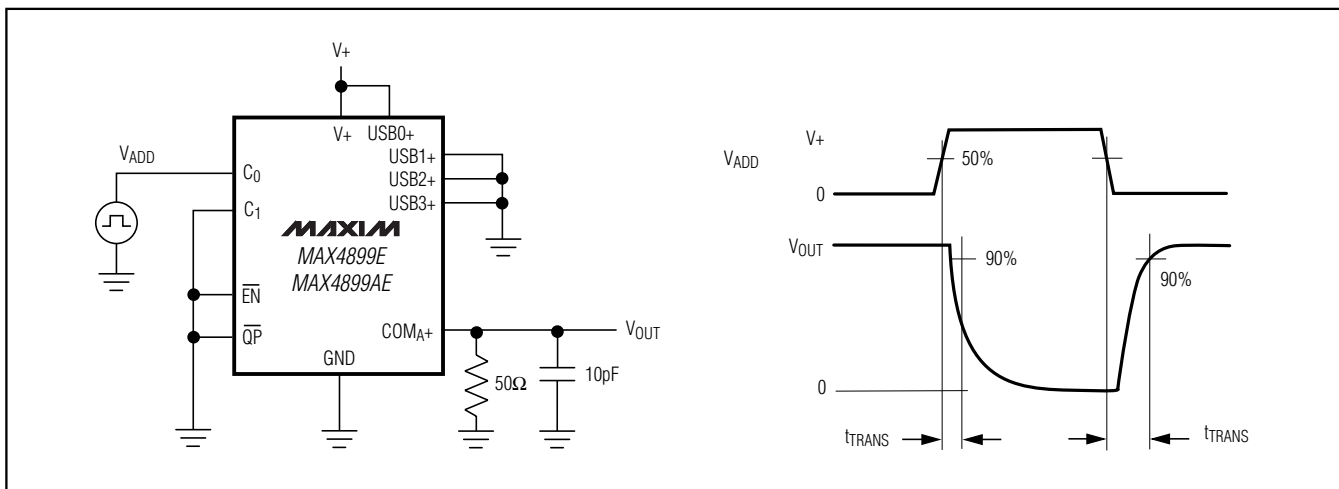 V+
V+
USB0+
USB1+
USB2+
USB3+
VADD
C0
C1
MAXIM
MAX4899E
MAX4899AE
EN
QP
COMA+
VOUT
GND
50Ω
10pF
V+
VADD
50%
0
VOUT
90%
90%
0
tTRANS
tTRANS